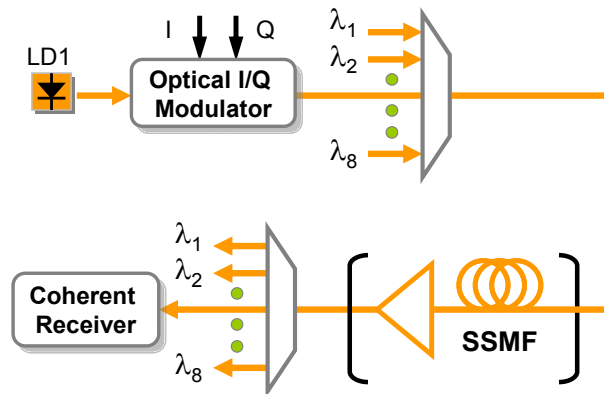 I
Q
LD1
Optical I/Q
Modulator
λ1
λ2
λ8
λ1
λ2
λ8
Coherent
Receiver
SSMF